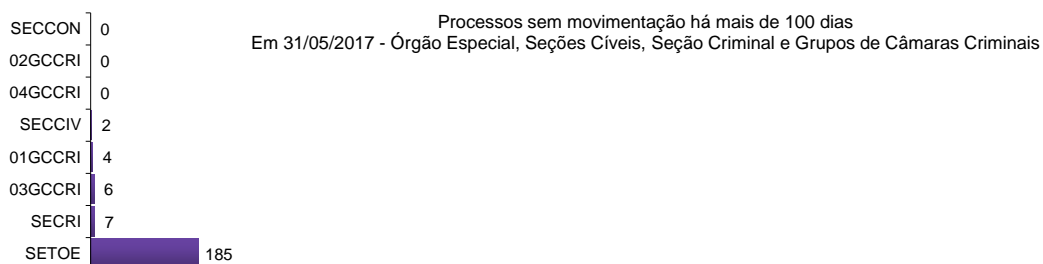 Processos sem movimentação há mais de 100 dias
Em 31/05/2017 - Órgão Especial, Seções Cíveis, Seção Criminal e Grupos de Câmaras Criminais
SECCON 0
02GCCRI 0
04GCCRI 0
SECCIV 2
01GCCRI 4
03GCCRI 6
SECRI 7
SETOE 185